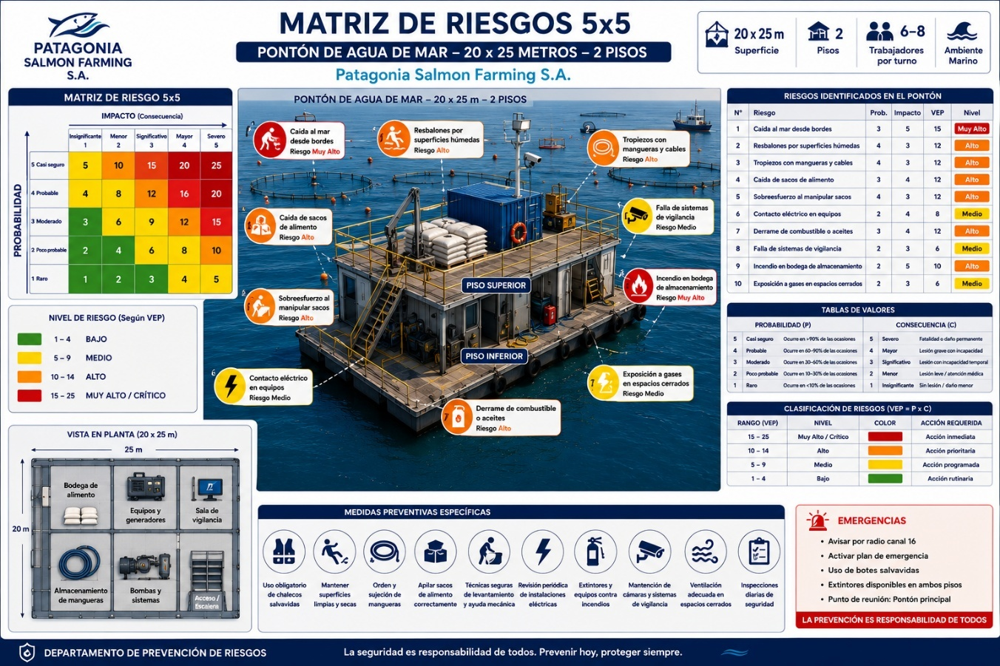 PATAGONIA
SALMON FARMING
S.A.
MATRIZ DE RIESGOS 5x5
PONTÓN DE AGUA DE MAR – 20 x 25 METROS – 2 PISOS
Patagonia Salmon Farming S.A.
20 x 25 m
Superficie
2
Pisos
6–8
Trabajadores
por turno
Ambiente
Marino
MATRIZ DE RIESGO 5x5
IMPACTO (Consecuencia)
PROBABILIDAD
Insignificante 1 Menor 2 Significativo 3 Mayor 4 Severo 5
5 Casi seguro 5 10 15 20 25
4 Probable 4 8 12 16 20
3 Moderado 3 6 9 12 15
2 Poco probable 2 4 6 8 10
1 Raro 1 2 3 4 5
NIVEL DE RIESGO (Según VEP)
1 – 4 BAJO
5 – 9 MEDIO
10 – 14 ALTO
15 – 25 MUY ALTO / CRÍTICO
VISTA EN PLANTA (20 x 25 m)
25 m
20 m
Bodega de
alimento
Equipos y
generadores
Sala de
vigilancia
Almacenamiento
de mangueras
Bombas y
sistemas
Acceso /
Escalera
PONTÓN DE AGUA DE MAR – 20 x 25 m – 2 PISOS
Caída al mar
desde bordes
Riesgo Muy Alto
Resbalones por
superficies húmedas
Riesgo Alto
Tropiezos con
mangueras y cables
Riesgo Alto
Caida de sacos
de alimento
Riesgo Alto
Falla de sistemas
de vigilancia
Riesgo Medio
Sobreesfuerzo al
manipular sacos
Riesgo Alto
Incendio en bodega
de almacenamiento
Riesgo Muy Alto
PISO SUPERIOR
PISO INFERIOR
Contacto eléctrico
en equipos
Riesgo Medio
Exposición a gases
en espacios cerrados
Riesgo Medio
Derrame de combustible
o aceites
Riesgo Alto
RIESGOS IDENTIFICADOS EN EL PONTÓN
N° Riesgo Prob. Impacto VEP Nivel
1 Caída al mar desde bordes 3 5 15 Muy Alto
2 Resbalones por superficies húmedas 4 3 12 Alto
3 Tropiezos con mangueras y cables 4 3 12 Alto
4 Caída de sacos de alimento 3 4 12 Alto
5 Sobreesfuerzo al manipular sacos 4 3 12 Alto
6 Contacto eléctrico en equipos 2 4 8 Medio
7 Derrame de combustible o aceites 3 4 12 Alto
8 Falla de sistemas de vigilancia 2 3 6 Medio
9 Incendio en bodega de almacenamiento 2 5 10 Alto
10 Exposición a gases en espacios cerrados 2 3 6 Medio
TABLAS DE VALORES
PROBABILIDAD (P)
5 Casi seguro Ocurre en >90% de las ocasiones
4 Probable Ocurre en 60–90% de las ocasiones
3 Moderado Ocurre en 30–60% de las ocasiones
2 Poco probable Ocurre en 10–30% de las ocasiones
1 Raro Ocurre en <10% de las ocasiones
CONSECUENCIA (C)
5 Severo Fatalidad o daño permanente
4 Mayor Lesión grave con incapacidad
3 Significativo Lesión con incapacidad temporal
2 Menor Lesión leve / atención médica
1 Insignificante Sin lesión / daño menor
CLASIFICACIÓN DE RIESGOS (VEP = P x C)
RANGO (VEP) NIVEL COLOR ACCIÓN REQUERIDA
15 – 25 Muy Alto / Crítico Acción inmediata
10 – 14 Alto Acción prioritaria
5 – 9 Medio Acción programada
1 – 4 Bajo Acción rutinaria
MEDIDAS PREVENTIVAS ESPECÍFICAS
Uso obligatorio
de chalecos
salvavidas
Mantener
superficies
limpias y secas
Orden y
sujeción de
mangueras
Apilar sacos
de alimento
correctamente
Técnicas seguras
de levantamiento
y ayuda mecánica
Revisión periódica
de instalaciones
eléctricas
Extintores y
equipos contra
incendios
Mantención de
cámaras y sistemas
de vigilancia
Ventilación
adecuada en
espacios cerrados
Inspecciones
diarias de
seguridad
EMERGENCIAS
• Avisar por radio canal 16
• Activar plan de emergencia
• Uso de botes salvavidas
• Extintores disponibles en ambos pisos
• Punto de reunión: Pontón principal
LA PREVENCIÓN ES RESPONSABILIDAD DE TODOS
DEPARTAMENTO DE PREVENCIÓN DE RIESGOS
La seguridad es responsabilidad de todos. Prevenir hoy, proteger siempre.